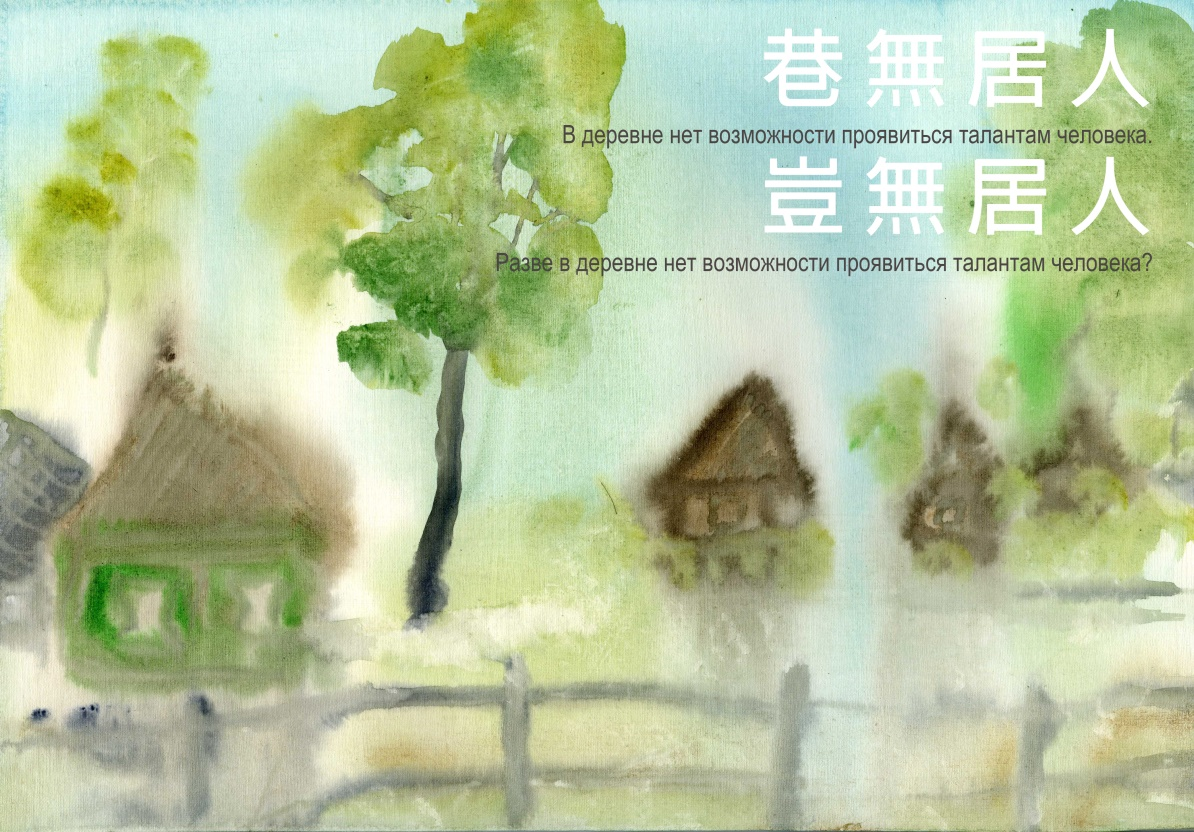 巷無居人
В деревне нет возможности проявиться талантам человека.
豈無居人
Разве в деревне нет возможности проявиться талантам человека?